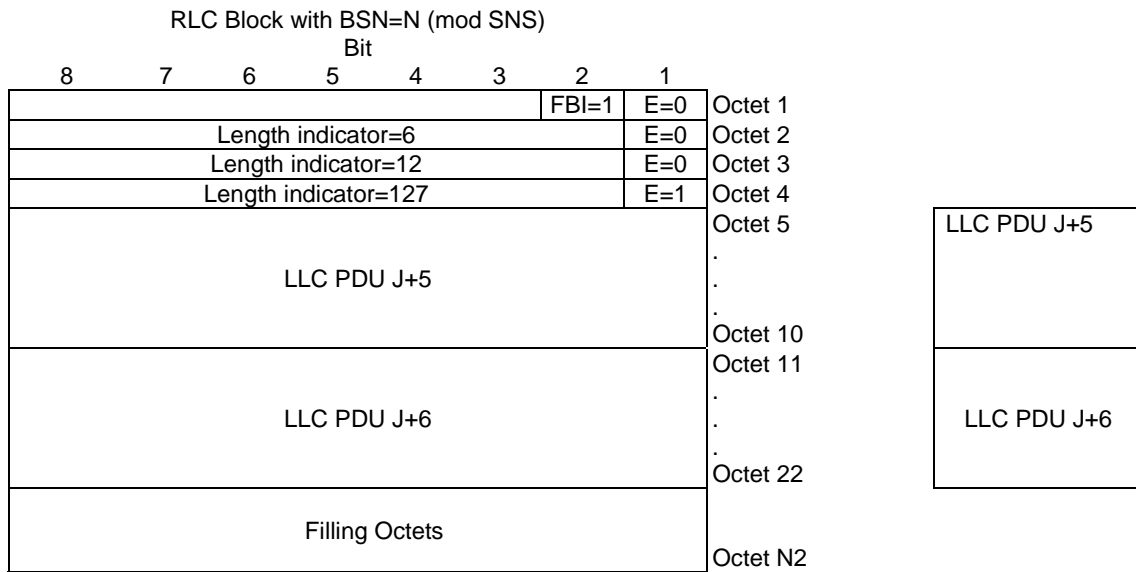 RLC Block with BSN=N (mod SNS)
Bit
8 7 6 5 4 3 2 1
FBI=1 E=0 Octet 1
Length indicator=6 E=0 Octet 2
Length indicator=12 E=0 Octet 3
Length indicator=127 E=1 Octet 4
Octet 5 LLC PDU J+5
.
LLC PDU J+5 .
.
Octet 10
Octet 11
.
LLC PDU J+6 . LLC PDU J+6
.
Octet 22
Filling Octets
Octet N2